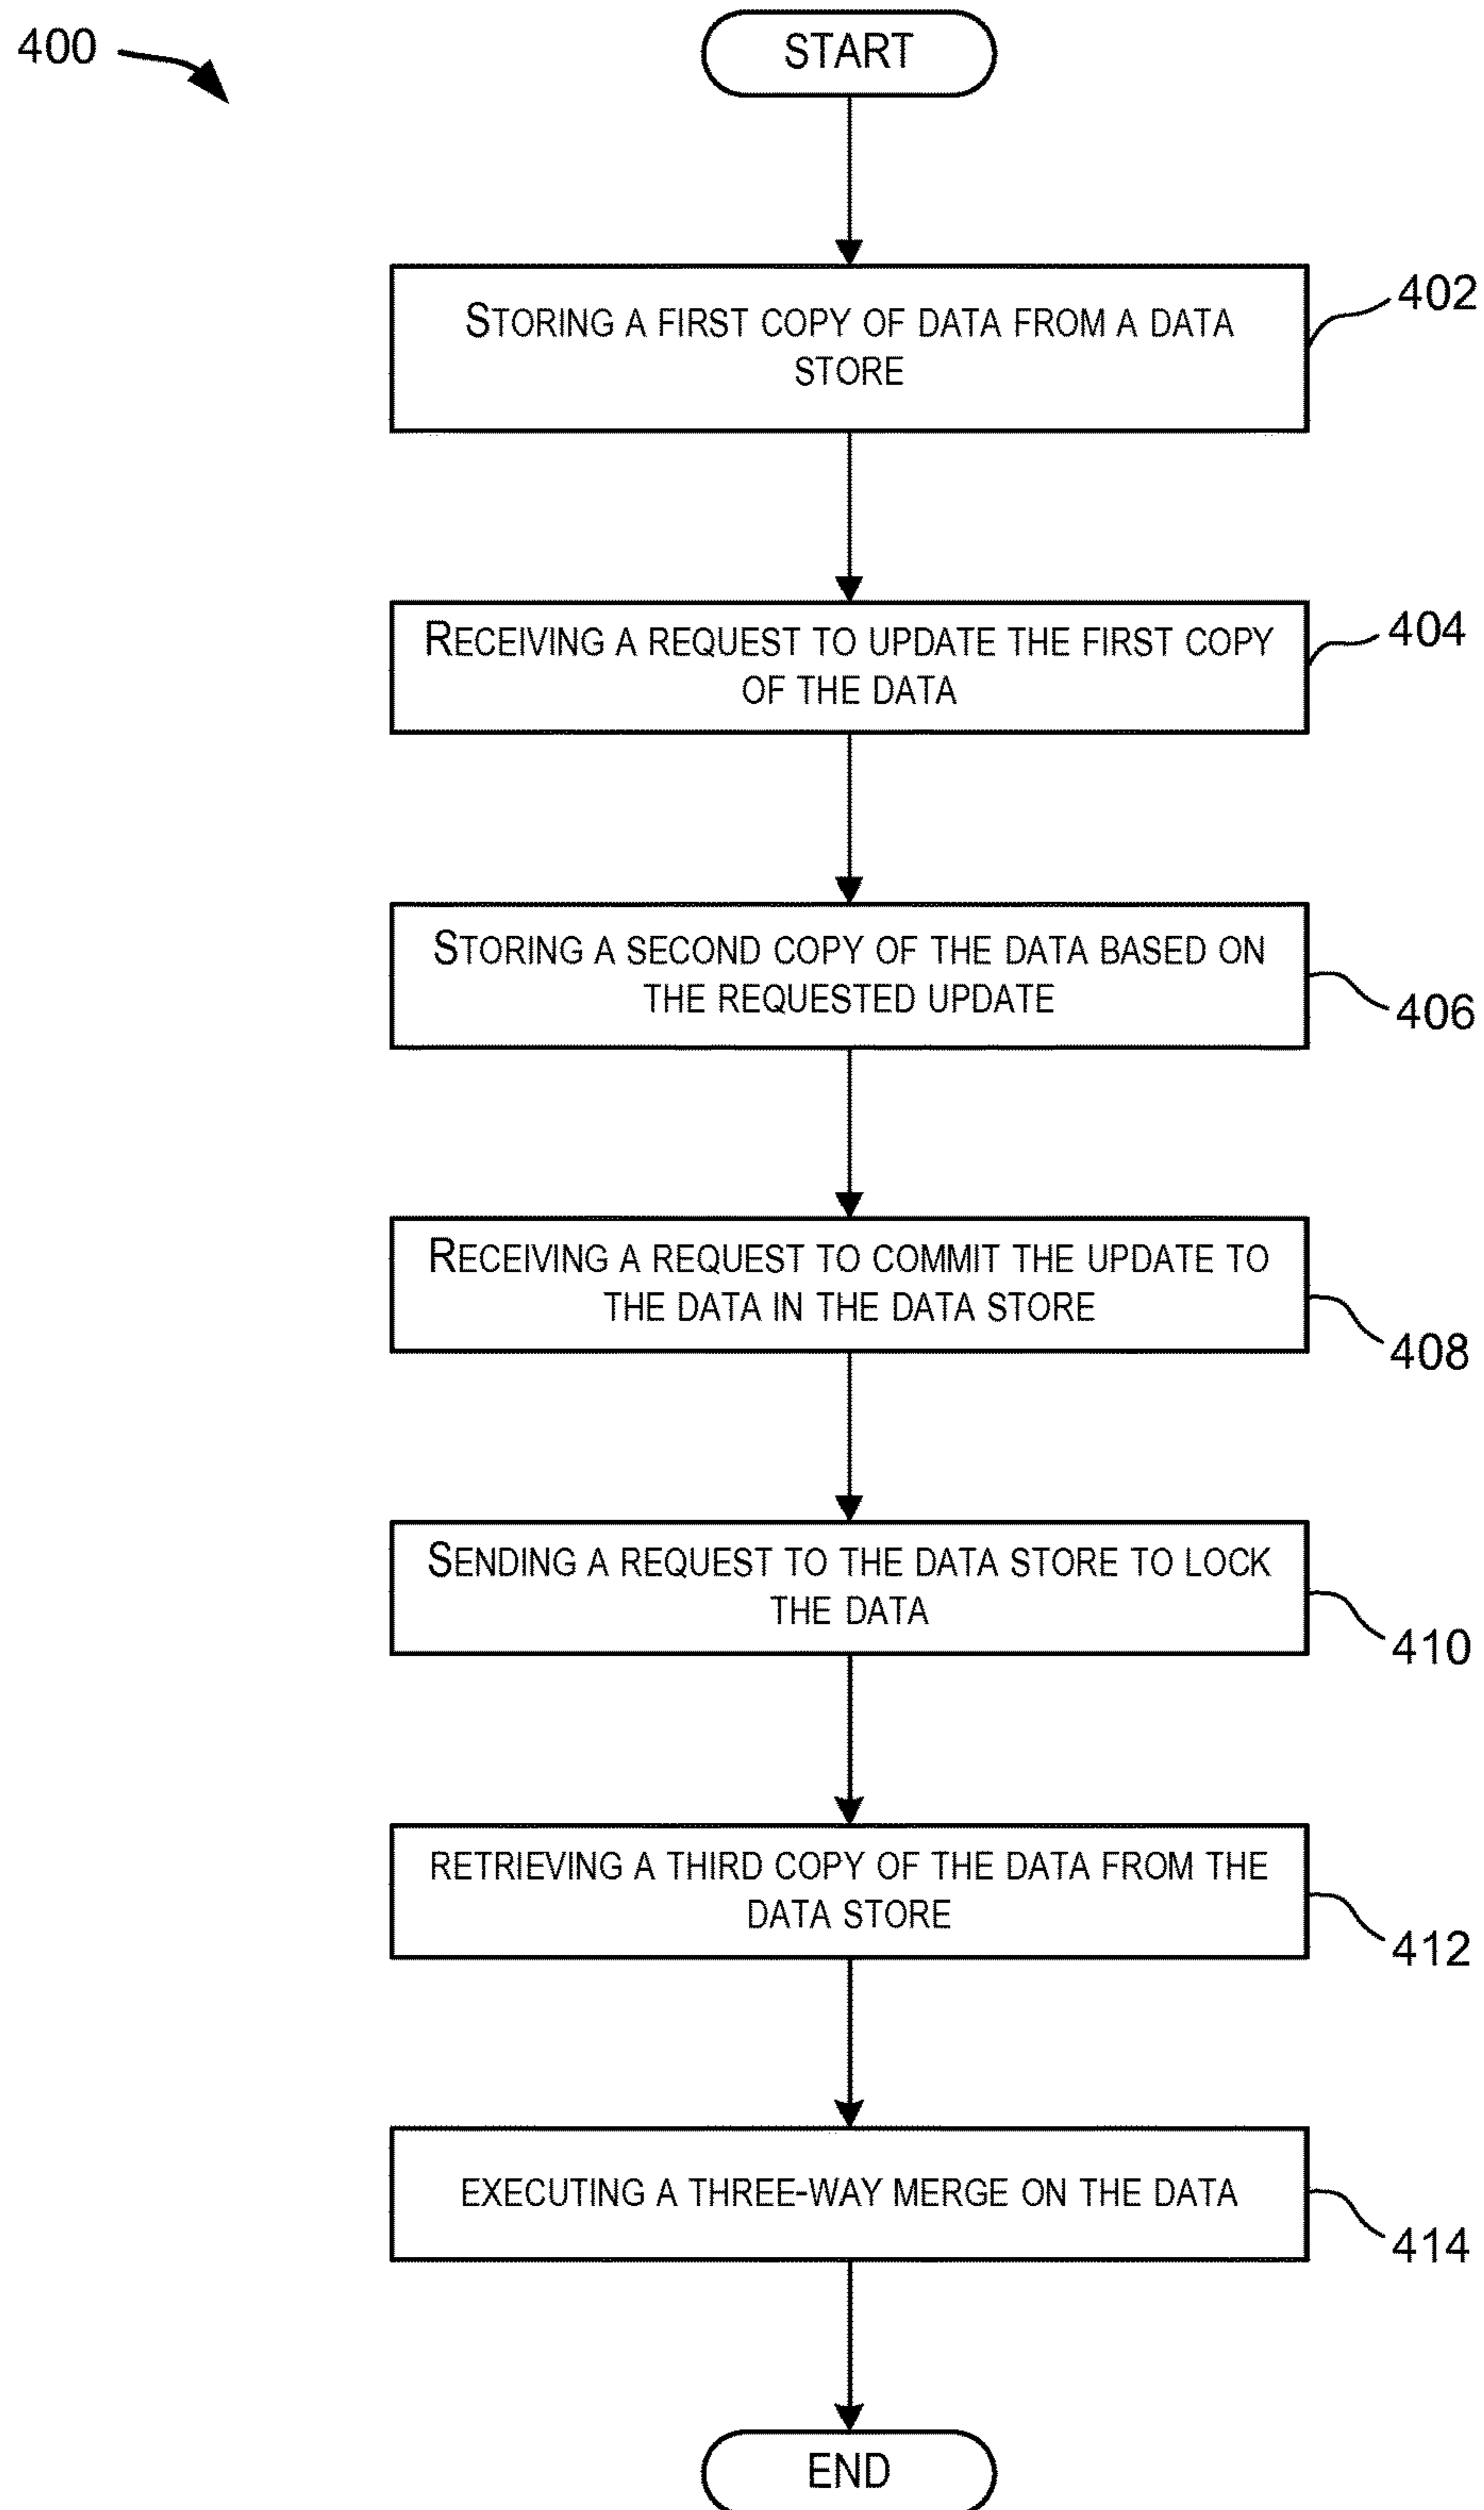 400
START
STORING A FIRST COPY OF DATA FROM A DATA
STORE
402
RECEIVING A REQUEST TO UPDATE THE FIRST COPY
OF THE DATA
404
STORING A SECOND COPY OF THE DATA BASED ON
THE REQUESTED UPDATE
406
RECEIVING A REQUEST TO COMMIT THE UPDATE TO
THE DATA IN THE DATA STORE
408
SENDING A REQUEST TO THE DATA STORE TO LOCK
THE DATA
410
RETRIEVING A THIRD COPY OF THE DATA FROM THE
DATA STORE
412
EXECUTING A THREE-WAY MERGE ON THE DATA
414
END